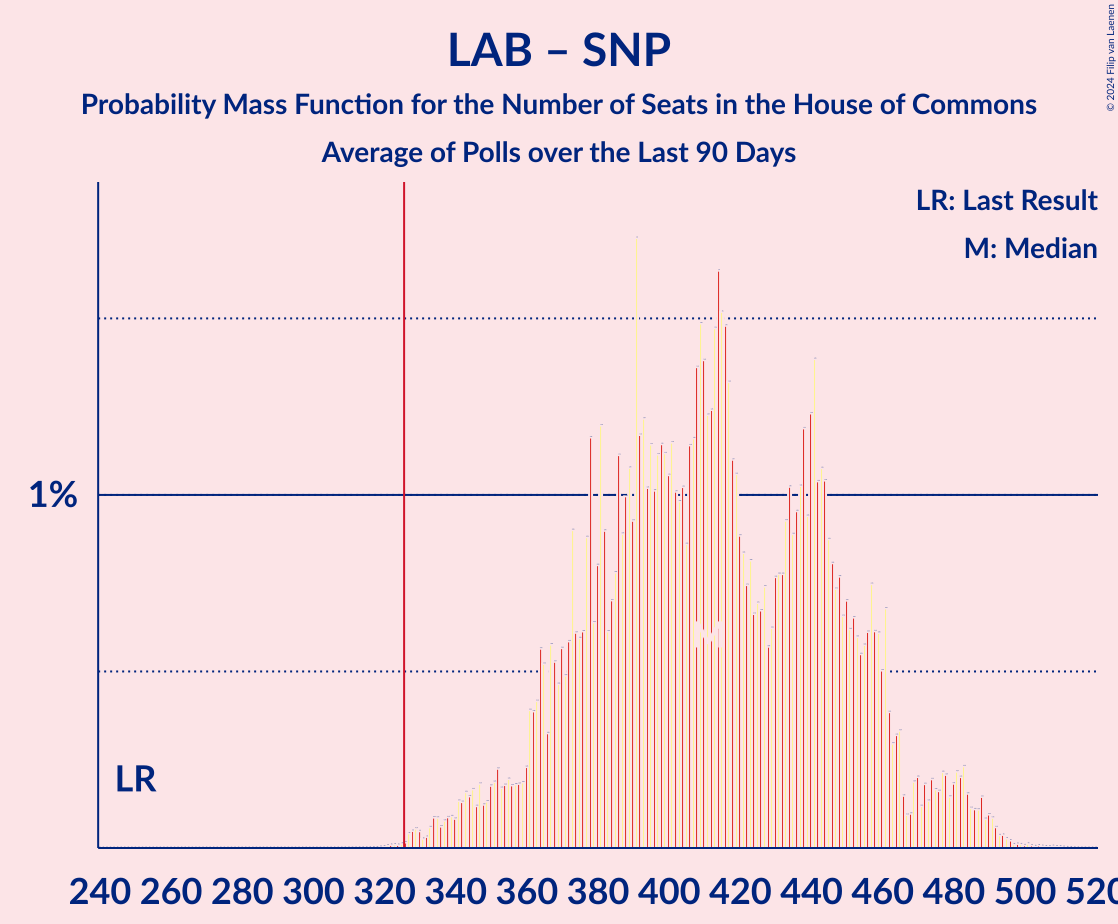 LAB – SNP
Probability Mass Function for the Number of Seats in the House of Commons
Average of Polls over the Last 90 Days
© 2024 Filip van Laenen
LR: Last Result
M: Median
1%
LR
M
240 260 280 300 320 340 360 380 400 420 440 460 480 500 520